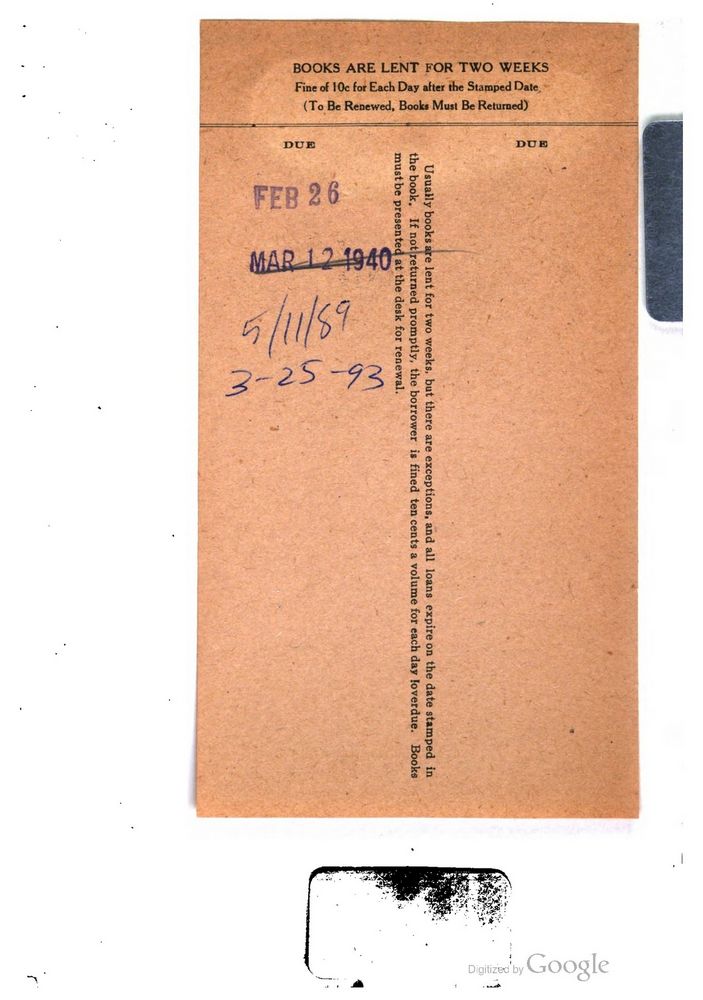 BOOKS ARE LENT FOR TWO WEEKS
Fine of 10c for Each Day after the Stamped Date.
(To Be Renewed, Books Must Be Returned)
DUE DUE
FEB 26
MAR 12 1940
5/11/89
3-25-93
Usually books are lent for two weeks, but there are exceptions, and all loans expire on the date stamped in
the book. If not returned promptly, the borrower is fined ten cents a volume for each day overdue. Books
must be presented at the desk for renewal.
Digitized by Google